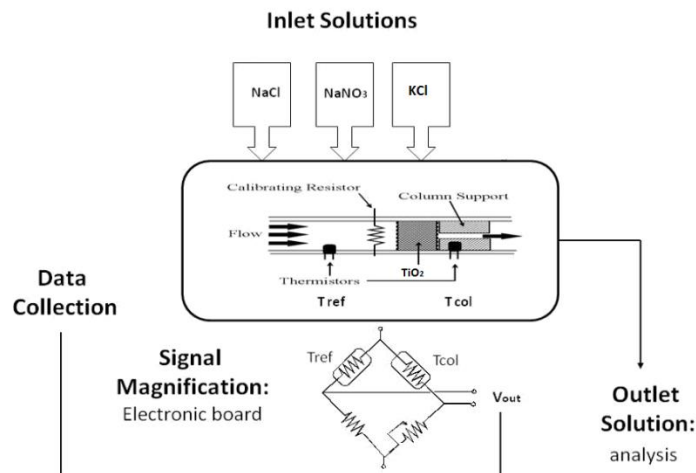 Inlet Solutions
NaCl
NaNO₃
KCl
Calibrating Resistor
Column Support
Flow
Thermistors
TiO₂
Tref
Tcol
Data
Collection
Signal
Magnification:
Electronic board
Tref
Tcol
Vout
Outlet
Solution:
analysis